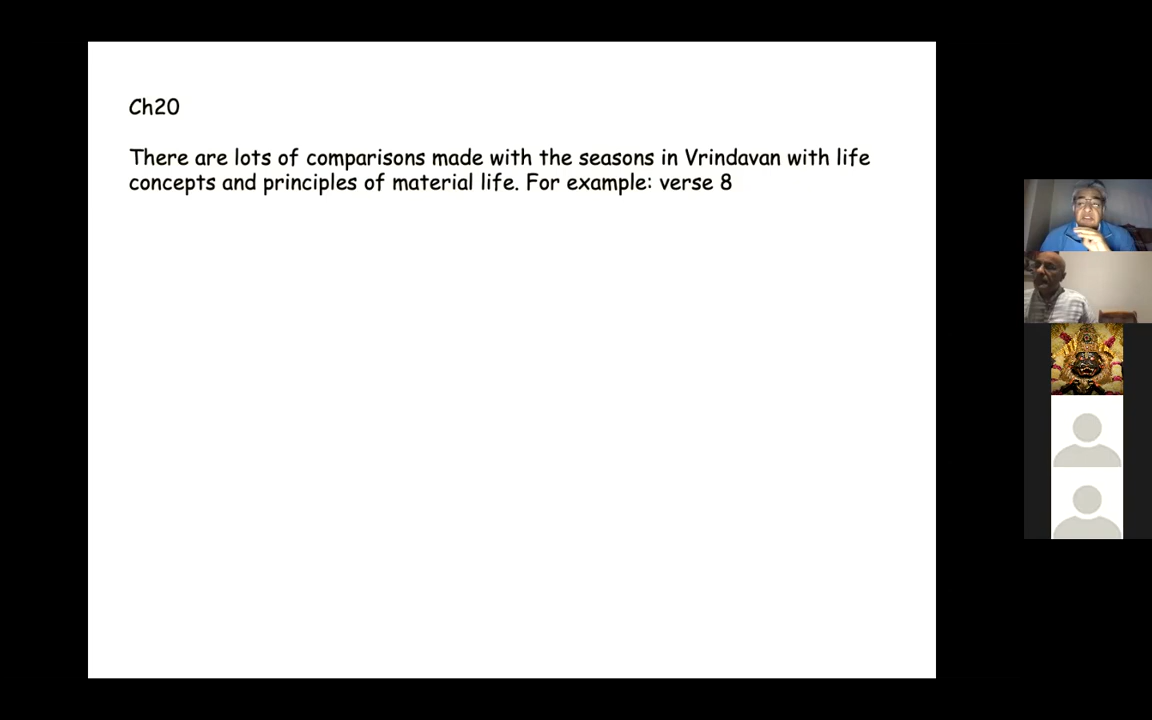 Ch20
There are lots of comparisons made with the seasons in Vrindavan with life
concepts and principles of material life. For example: verse 8